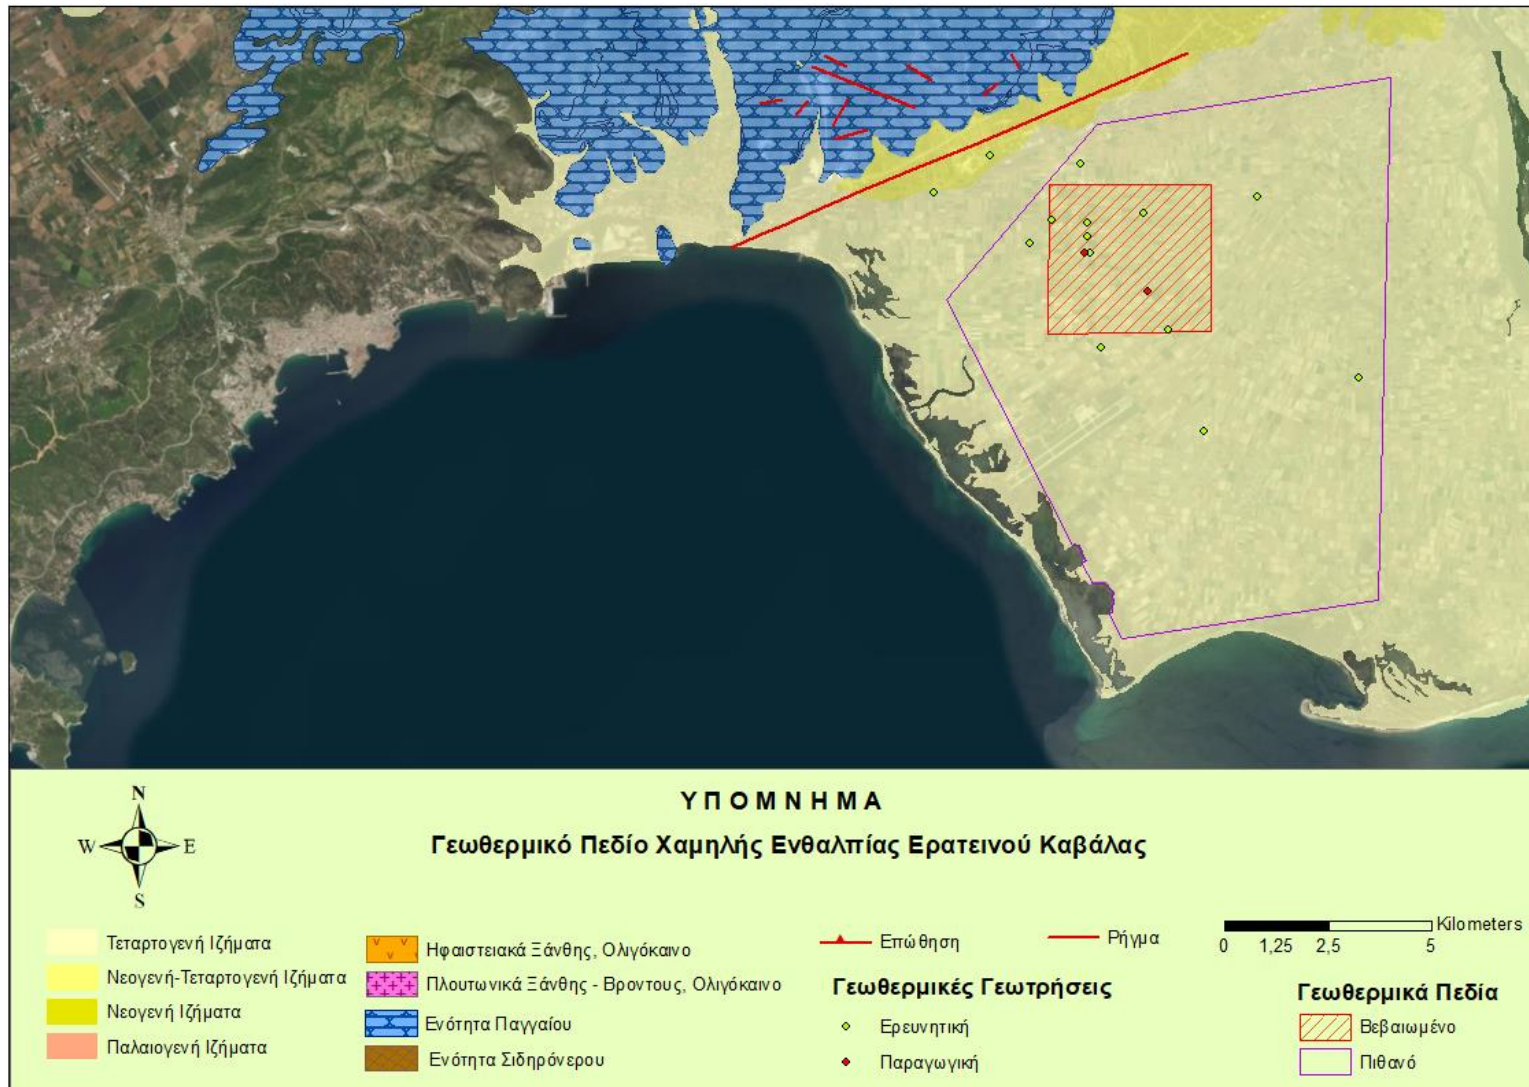 N
W E
S
ΥΠΟΜΝΗΜΑ
Γεωθερμικό Πεδίο Χαμηλής Ενθαλπίας Ερατεινού Καβάλας
Τεταρτογενή Ιζήματα
Νεογενή-Τεταρτογενή Ιζήματα
Νεογενή Ιζήματα
Παλαιογενή Ιζήματα
Ηφαιστειακά Ξάνθης, Ολιγόκαινο
Πλουτωνικά Ξάνθης - Βροντους, Ολιγόκαινο
Ενότητα Παγγαίου
Ενότητα Σιδηρόνερου
Επώθηση
Ρήγμα
Γεωθερμικές Γεωτρήσεις
Ερευνητική
Παραγωγική
Kilometers
0 1,25 2,5 5
Γεωθερμικά Πεδία
Βεβαιωμένο
Πιθανό